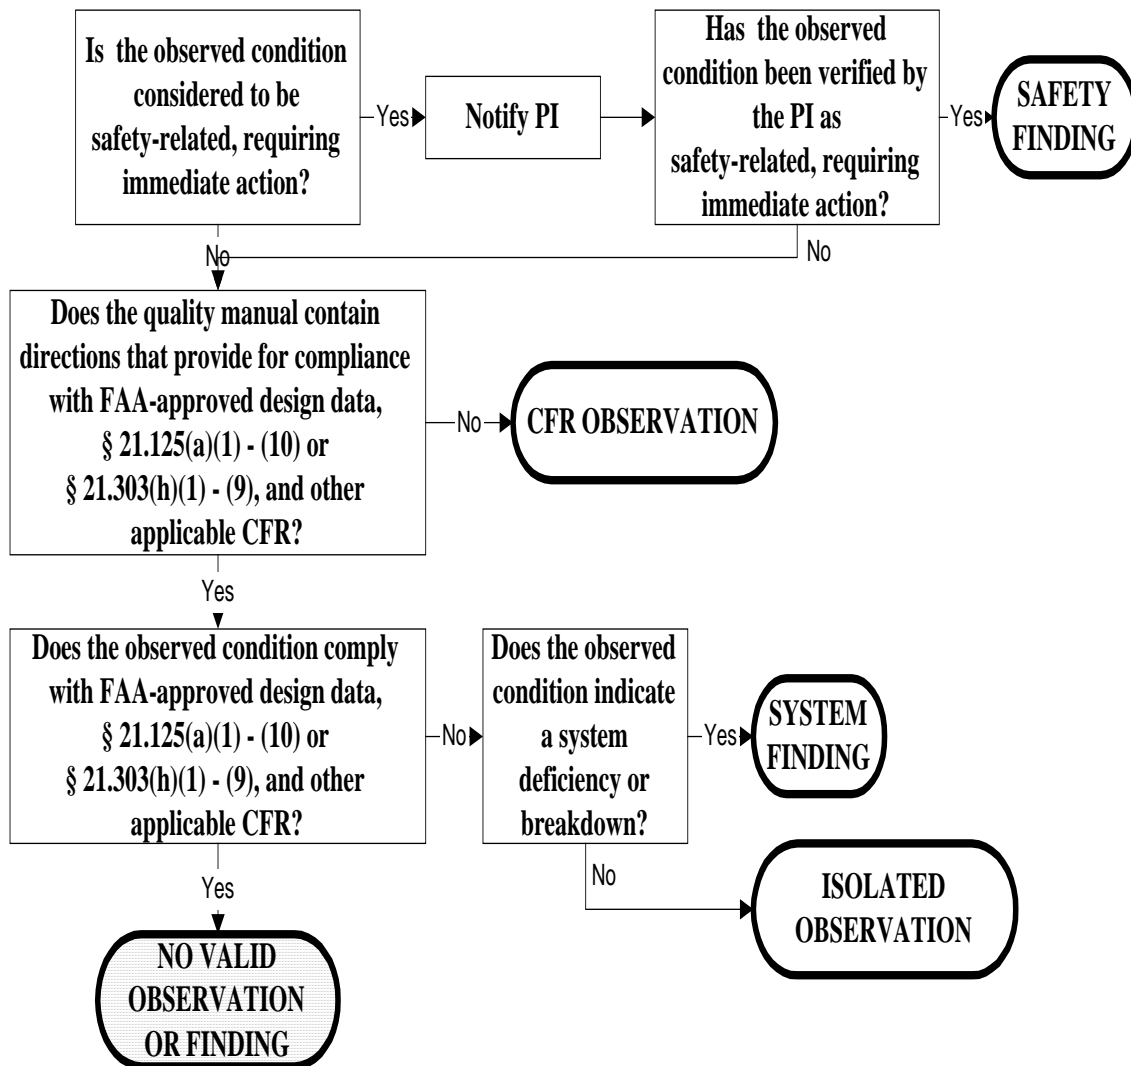 Is the observed condition
considered to be
safety-related, requiring
immediate action?
Yes
Notify PI
Has the observed
condition been verified by
the PI as
safety-related, requiring
immediate action?
Yes
SAFETY
FINDING
No
No
Does the quality manual contain
directions that provide for compliance
with FAA-approved design data,
§ 21.125(a)(1) - (10) or
§ 21.303(h)(1) - (9), and other
applicable CFR?
No
CFR OBSERVATION
Yes
Does the observed condition comply
with FAA-approved design data,
§ 21.125(a)(1) - (10) or
§ 21.303(h)(1) - (9), and other
applicable CFR?
No
Does the observed
condition indicate
a system
deficiency or
breakdown?
Yes
SYSTEM
FINDING
No
ISOLATED
OBSERVATION
Yes
NO VALID
OBSERVATION
OR FINDING